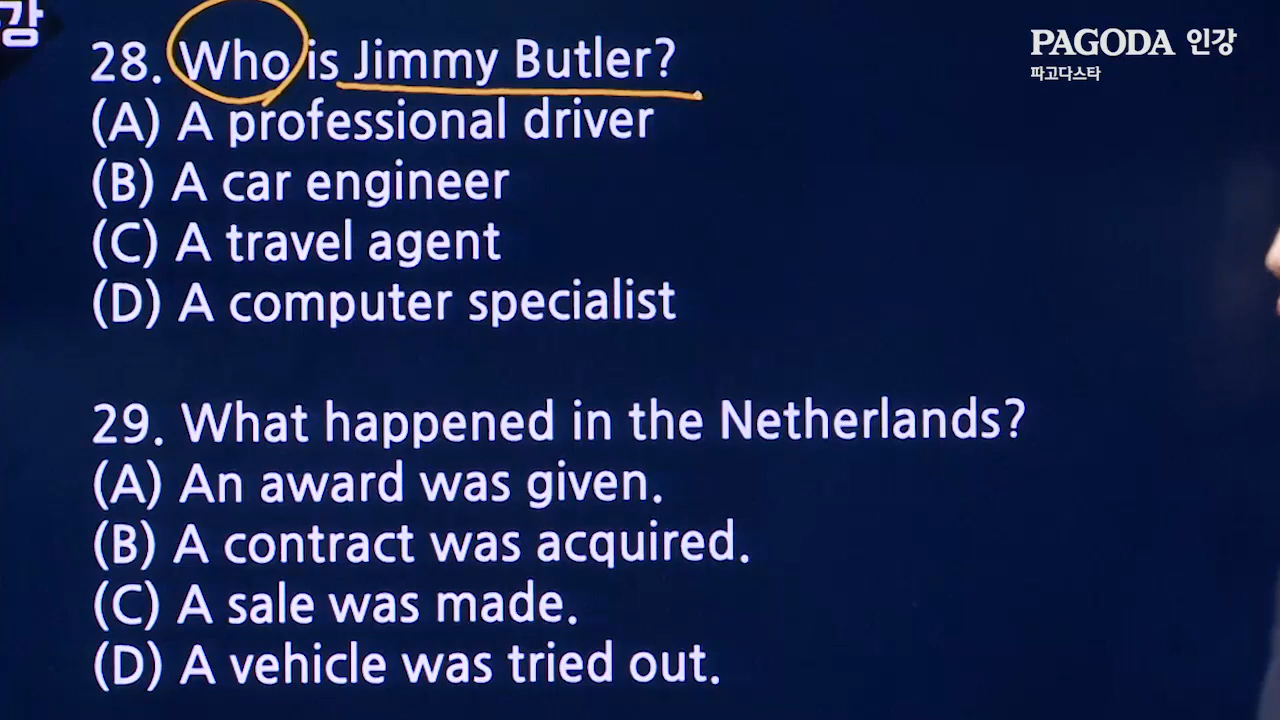 강
PAGODA 인강
파고다스타
28. Who is Jimmy Butler?
(A) A professional driver
(B) A car engineer
(C) A travel agent
(D) A computer specialist
29. What happened in the Netherlands?
(A) An award was given.
(B) A contract was acquired.
(C) A sale was made.
(D) A vehicle was tried out.